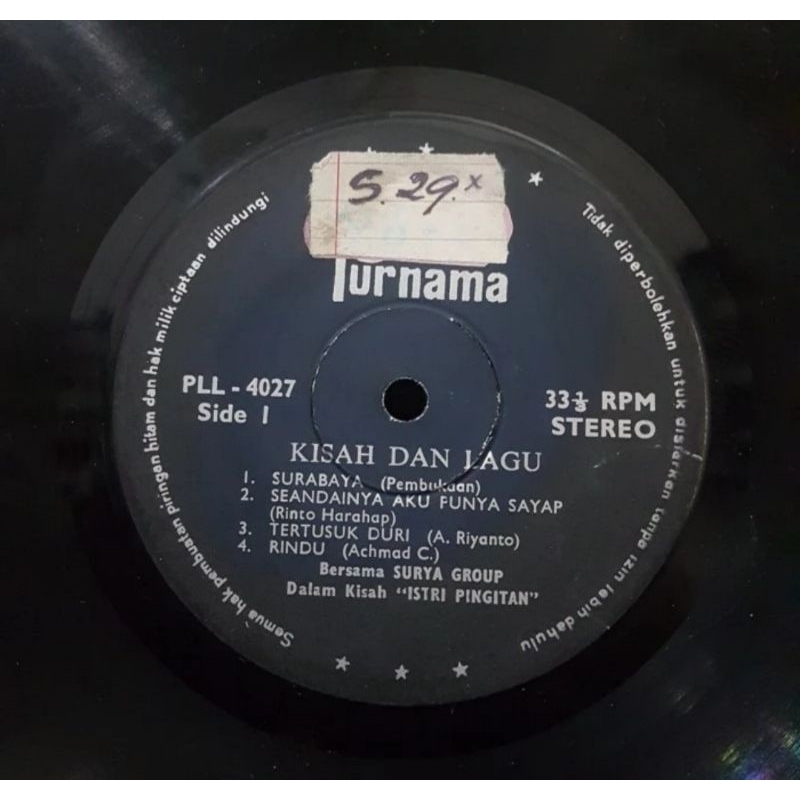 S. 29.x
Purnama
PLL - 4027
Side 1
33⅓ RPM
STEREO
KISAH DAN LAGU
1. SURABAYA (Pembukaan)
2. SEANDAINYA AKU PUNYA SAYAP
(Rinto Harahap)
3. TERTUSUK DURI (A. Riyanto)
4. RINDU (Achmad C.)
Bersama SURYA GROUP
Dalam Kisah "ISTRI PINGITAN"
Semua hak pembuatan piringan hitam dan hak milik ciptaan dilindungi
Tidak diperbolehkan untuk disiarkan tanpa izin lebih dahulu